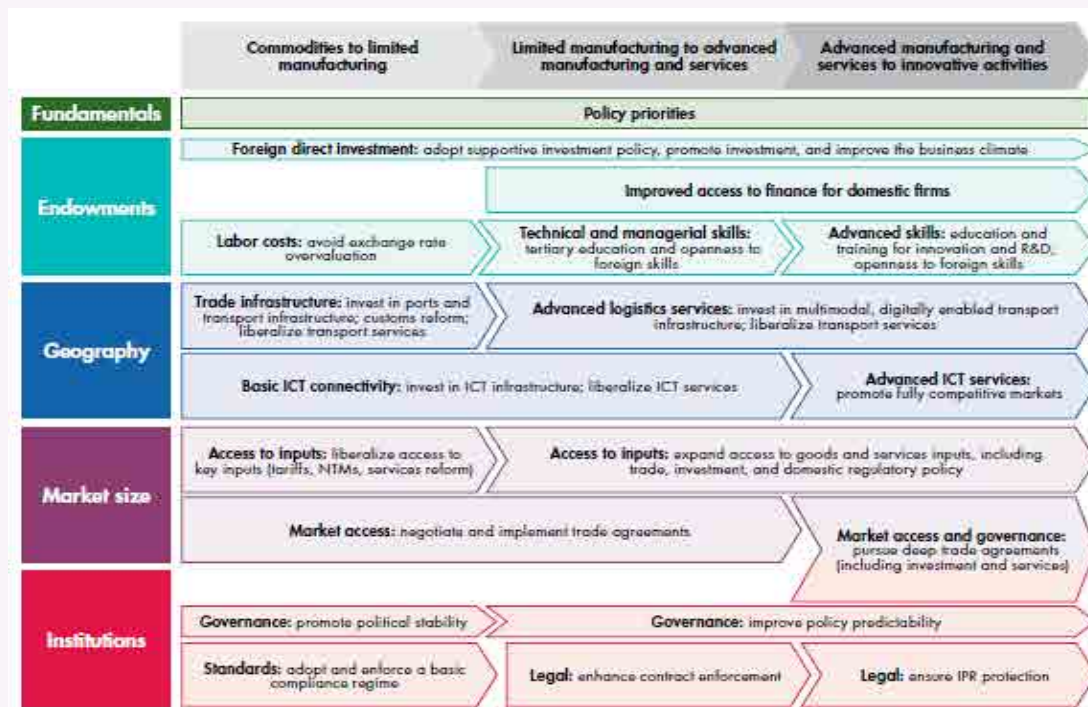 Commodities to limited
manufacturing
Limited manufacturing to advanced
manufacturing and services
Advanced manufacturing and
services to innovative activities
Fundamentals
Policy priorities
Endowments
Foreign direct investment: adopt supportive investment policy, promote investment, and improve the business climate
Improved access to finance for domestic firms
Labor costs: avoid exchange rate
overvaluation
Technical and managerial skills:
tertiary education and openness to
foreign skills
Advanced skills: education and
training for innovation and R&D,
openness to foreign skills
Geography
Trade infrastructure: invest in ports and
transport infrastructure; customs reform;
liberalize transport services
Advanced logistics services: invest in multimodal, digitally enabled transport
infrastructure; liberalize transport services
Basic ICT connectivity: invest in ICT infrastructure; liberalize ICT services
Advanced ICT services:
promote fully competitive markets
Market size
Access to inputs: liberalize access to
key inputs (tariffs, NTMs, services reform)
Access to inputs: expand access to goods and services inputs, including
trade, investment, and domestic regulatory policy
Market access: negotiate and implement trade agreements
Market access and governance:
pursue deep trade agreements
(including investment and services)
Institutions
Governance: promote political stability
Governance: improve policy predictability
Standards: adopt and enforce a basic
compliance regime
Legal: enhance contract enforcement
Legal: ensure IPR protection